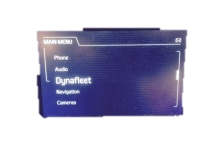 MAIN MENU
Phone
Audio
Dynafleet
Navigation
Cameras